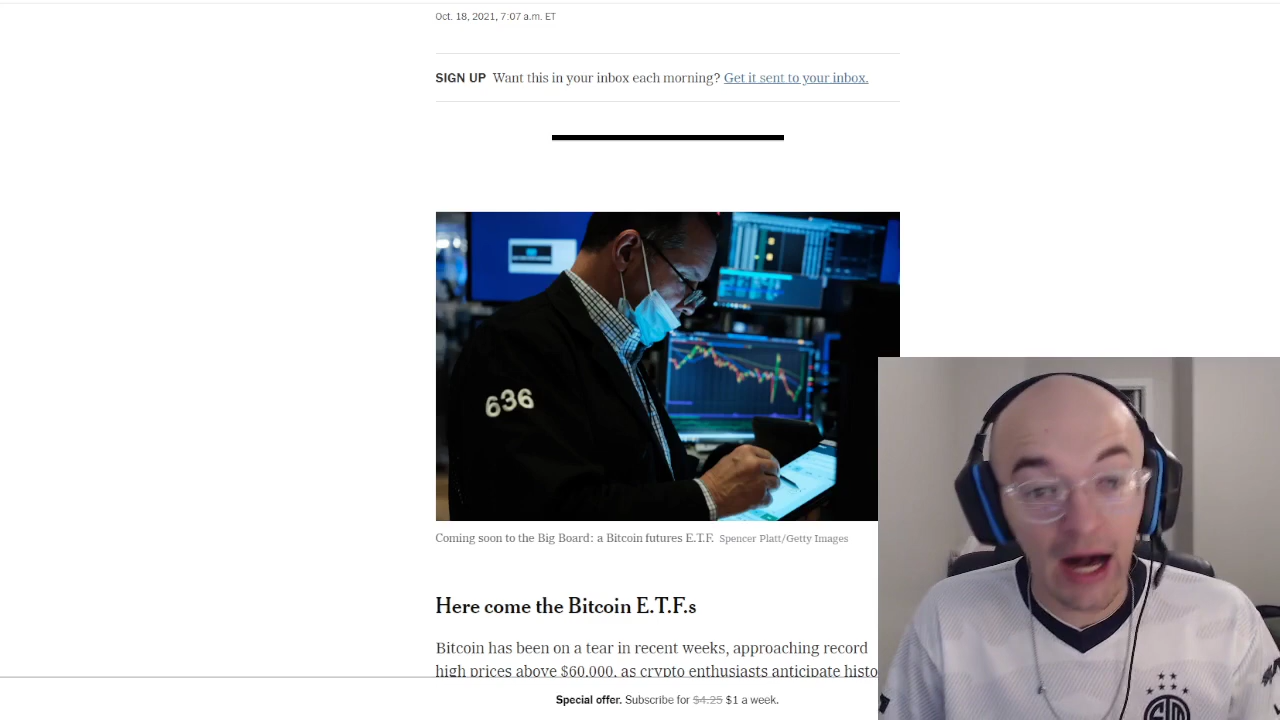 Oct. 18, 2021, 7:07 a.m. ET
SIGN UP Want this in your inbox each morning? Get it sent to your inbox.
636
Coming soon to the Big Board: a Bitcoin futures E.T.F. Spencer Platt/Getty Images
Here come the Bitcoin E.T.F.s
Bitcoin has been on a tear in recent weeks, approaching record
high prices above $60,000, as crypto enthusiasts anticipate histo
Special offer. Subscribe for $4.25 $1 a week.